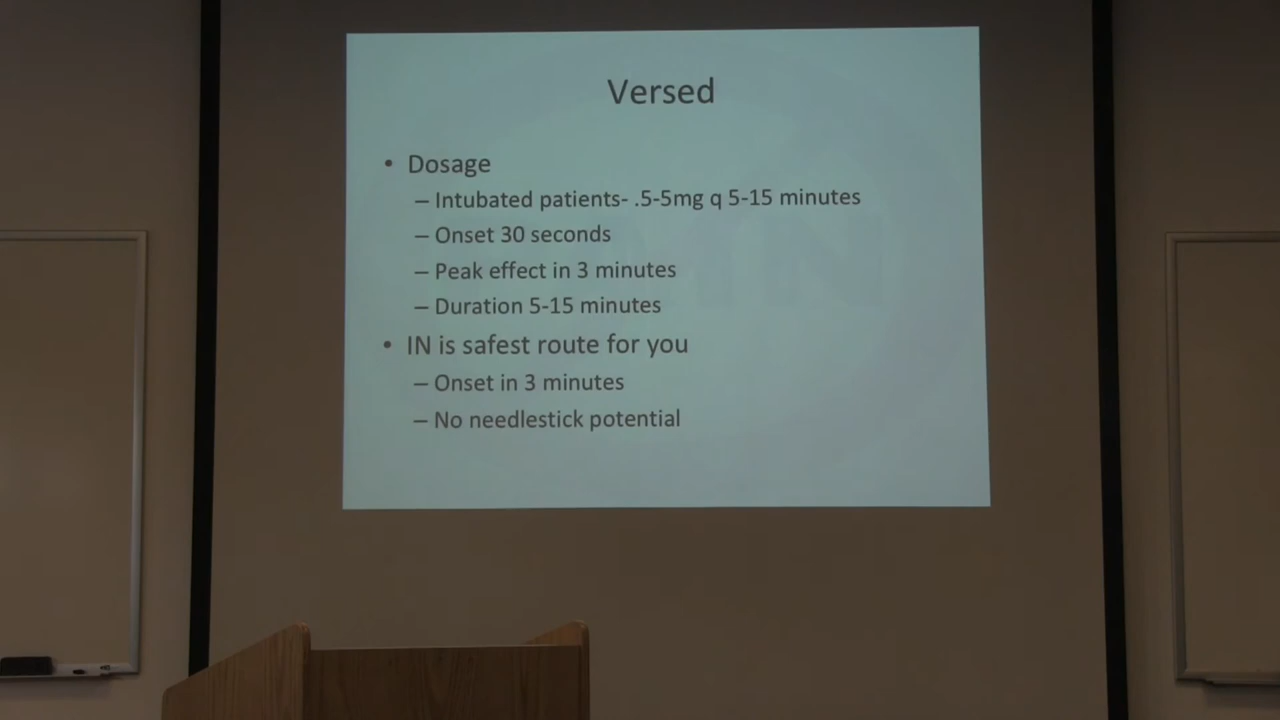 Versed
• Dosage
– Intubated patients- .5-5mg q 5-15 minutes
– Onset 30 seconds
– Peak effect in 3 minutes
– Duration 5-15 minutes
• IN is safest route for you
– Onset in 3 minutes
– No needlestick potential